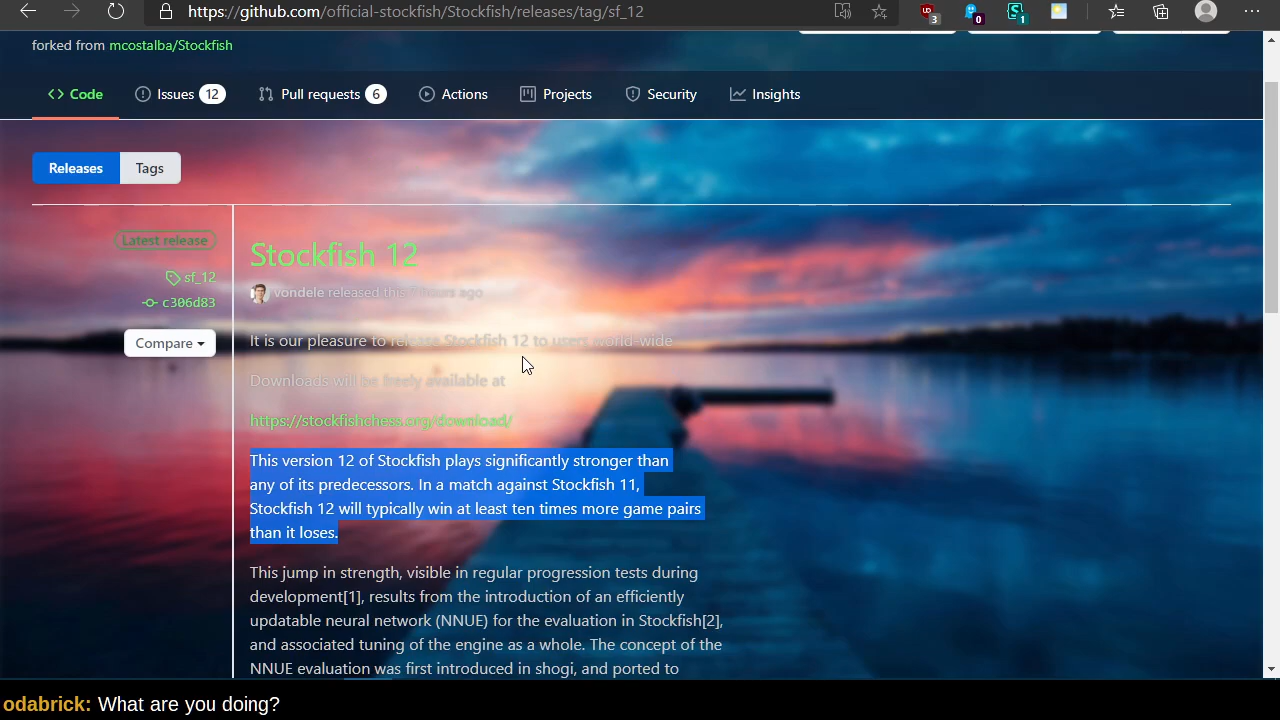 https://github.com/official-stockfish/Stockfish/releases/tag/sf_12
3
0
1
forked from mcostalba/Stockfish
Code
Issues 12
Pull requests 6
Actions
Projects
Security
Insights
Releases
Tags
Latest release
sf_12
c306d83
Compare
Stockfish 12
vondele released this 7 hours ago
It is our pleasure to release Stockfish 12 to users world-wide
Downloads will be freely available at
https://stockfishchess.org/download/
This version 12 of Stockfish plays significantly stronger than
any of its predecessors. In a match against Stockfish 11,
Stockfish 12 will typically win at least ten times more game pairs
than it loses.
This jump in strength, visible in regular progression tests during
development[1], results from the introduction of an efficiently
updatable neural network (NNUE) for the evaluation in Stockfish[2],
and associated tuning of the engine as a whole. The concept of the
NNUE evaluation was first introduced in shogi, and ported to
odabrick: What are you doing?